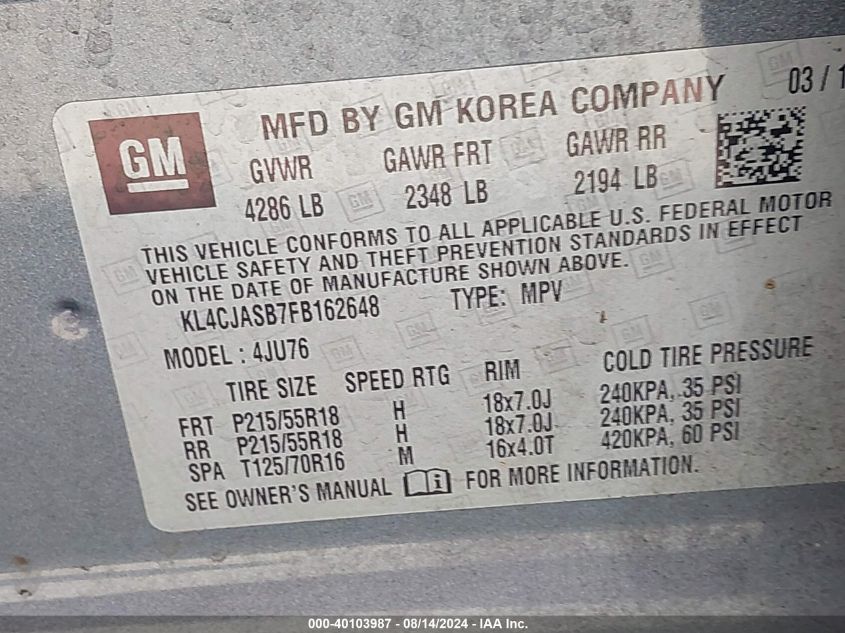 MFD BY GM KOREA COMPANY 03/1
GM
GVWR GAWR FRT GAWR RR
4286 LB 2348 LB 2194 LB
THIS VEHICLE CONFORMS TO ALL APPLICABLE U.S. FEDERAL MOTOR
VEHICLE SAFETY AND THEFT PREVENTION STANDARDS IN EFFECT
ON THE DATE OF MANUFACTURE SHOWN ABOVE.
KL4CJASB7FB162648 TYPE: MPV
MODEL : 4JU76
TIRE SIZE SPEED RTG RIM COLD TIRE PRESSURE
FRT P215/55R18 H 18x7.0J 240KPA, 35 PSI
RR P215/55R18 H 18x7.0J 240KPA, 35 PSI
SPA T125/70R16 M 16x4.0T 420KPA, 60 PSI
SEE OWNER'S MANUAL i FOR MORE INFORMATION.
000-40103987 - 08/14/2024 - IAA Inc.